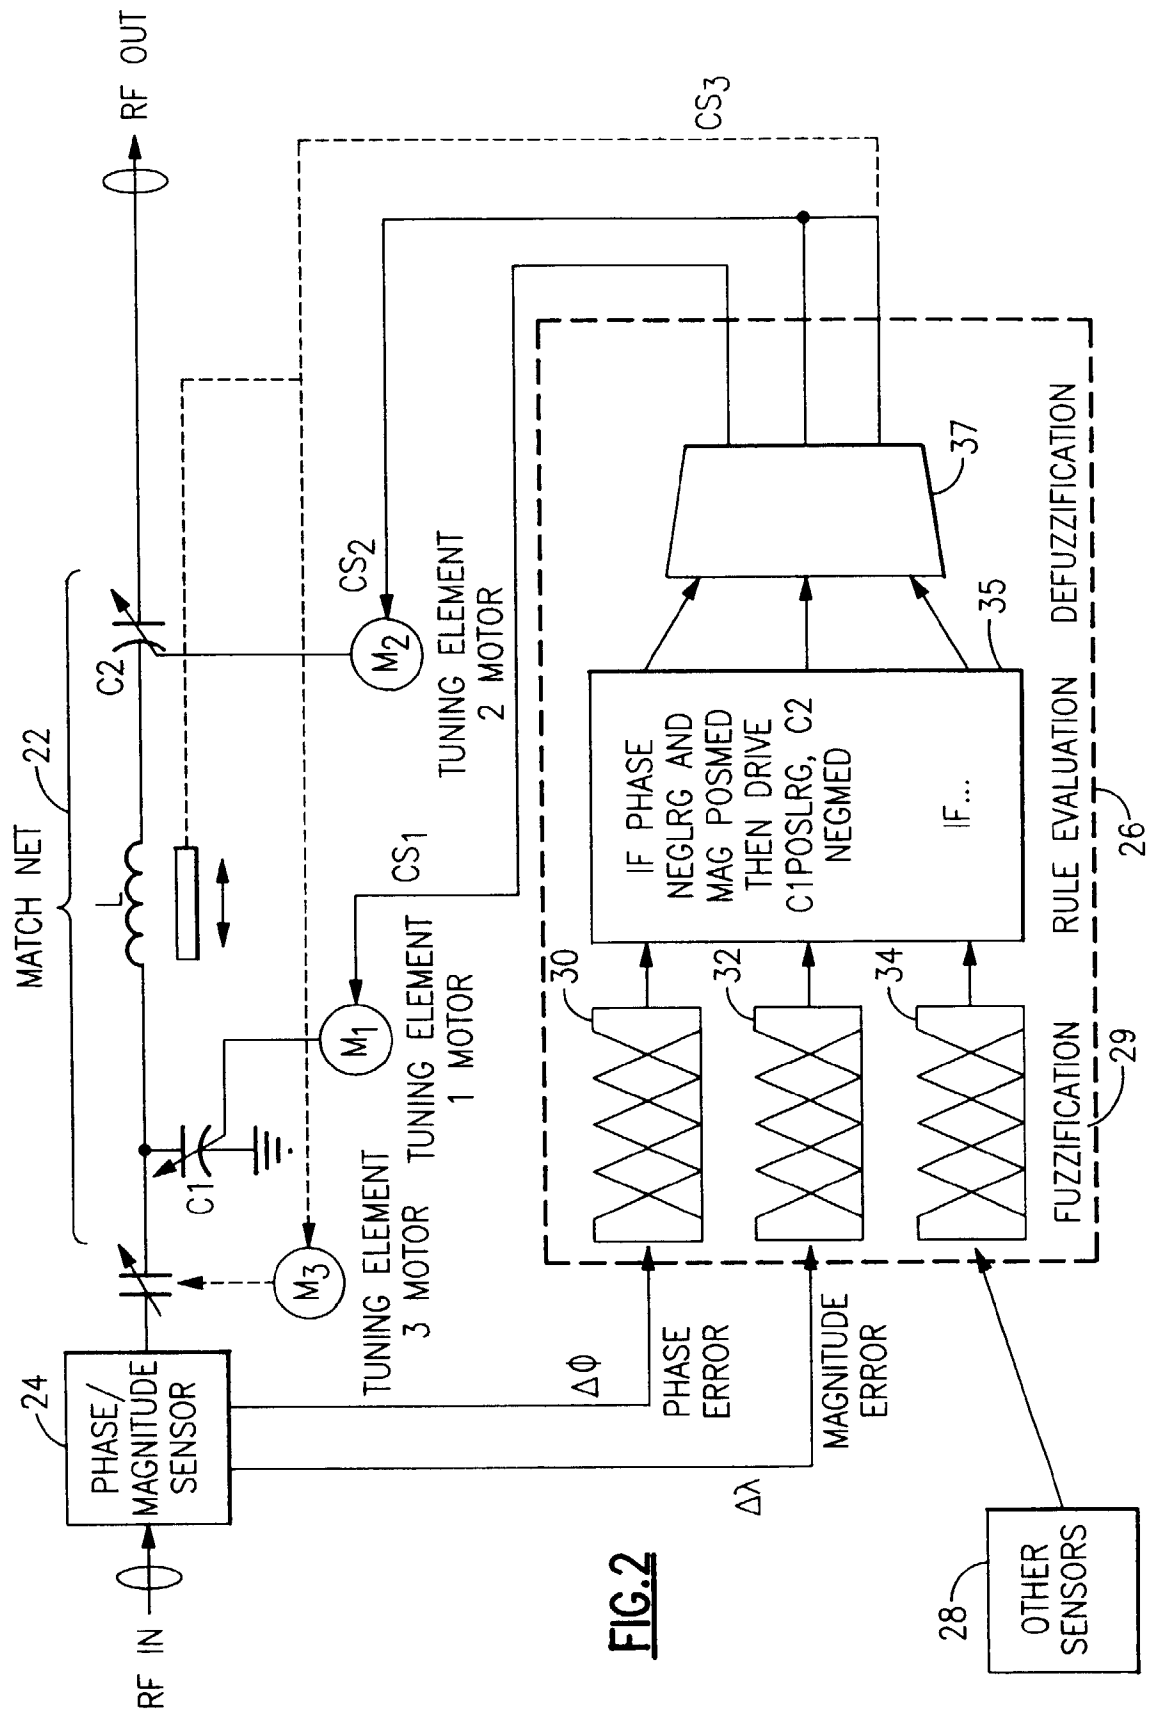 MATCH NET
22
RF IN
24
PHASE/
MAGNITUDE
SENSOR
C1
L
C2
RF OUT
M3
TUNING ELEMENT
3 MOTOR
M1
TUNING ELEMENT
1 MOTOR
CS1
M2
TUNING ELEMENT
2 MOTOR
CS2
CS3
ΔΦ
PHASE
ERROR
Δλ
MAGNITUDE
ERROR
30
32
34
IF PHASE
NEGLRG AND
MAG POSMED
THEN DRIVE
C1POSLRG, C2
NEGMED
IF...
35
37
28
OTHER
SENSORS
FUZZIFICATION
RULE EVALUATION
DEFUZZIFICATION
29
26
FIG.2